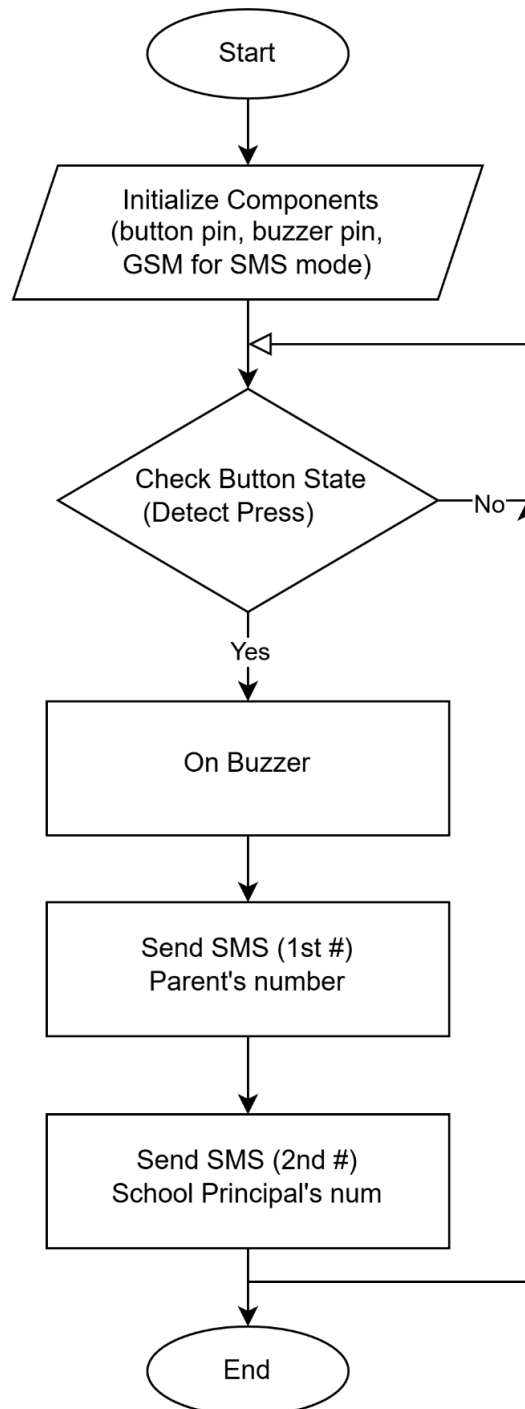 Start
Initialize Components
(button pin, buzzer pin,
GSM for SMS mode)
Check Button State
(Detect Press)
No
Yes
On Buzzer
Send SMS (1st #)
Parent's number
Send SMS (2nd #)
School Principal's num
End